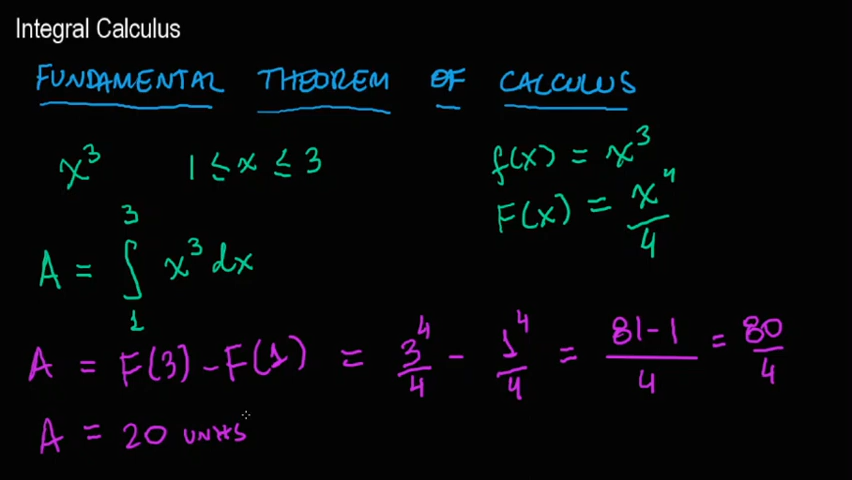 Integral Calculus
FUNDAMENTAL THEOREM OF CALCULUS
x³ 1 ≤ x ≤ 3 f(x) = x³
F(x) = x⁴/4
A = ∫₁³ x³ dx
A = F(3) - F(1) = 3⁴/4 - 1⁴/4 = 81-1/4 = 80/4
A = 20 UNITS